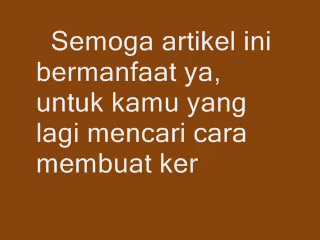 Semoga artikel ini
bermanfaat ya,
untuk kamu yang
lagi mencari cara
membuat ker